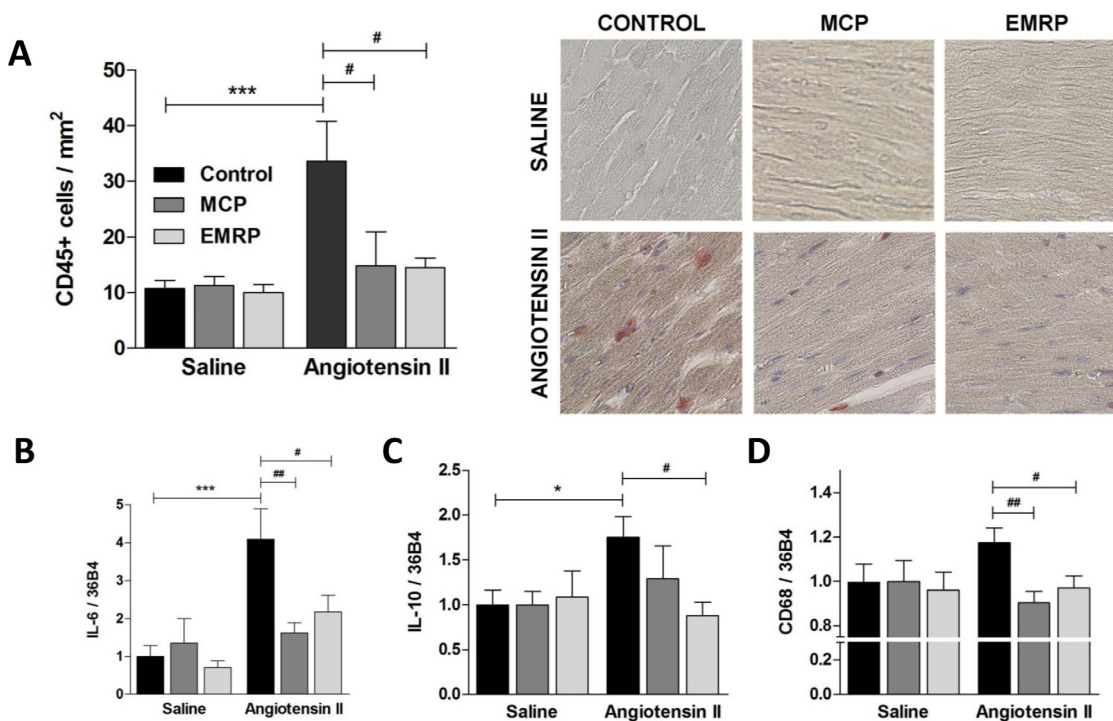 A
CONTROL MCP EMRP
SALINE
ANGIOTENSIN II
CD45+ cells / mm²
50
40
30
20
10
0
***
#
#
Control
MCP
EMRP
Saline Angiotensin II
B
IL-6 / 36B4
5
4
3
2
1
0
***
##
#
Saline Angiotensin II
C
IL-10 / 36B4
2.5
2.0
1.5
1.0
0.5
0.0
*
#
Saline Angiotensin II
D
CD68 / 36B4
1.4
1.2
1.0
0.8
0.2
0.0
##
#
Saline Angiotensin II